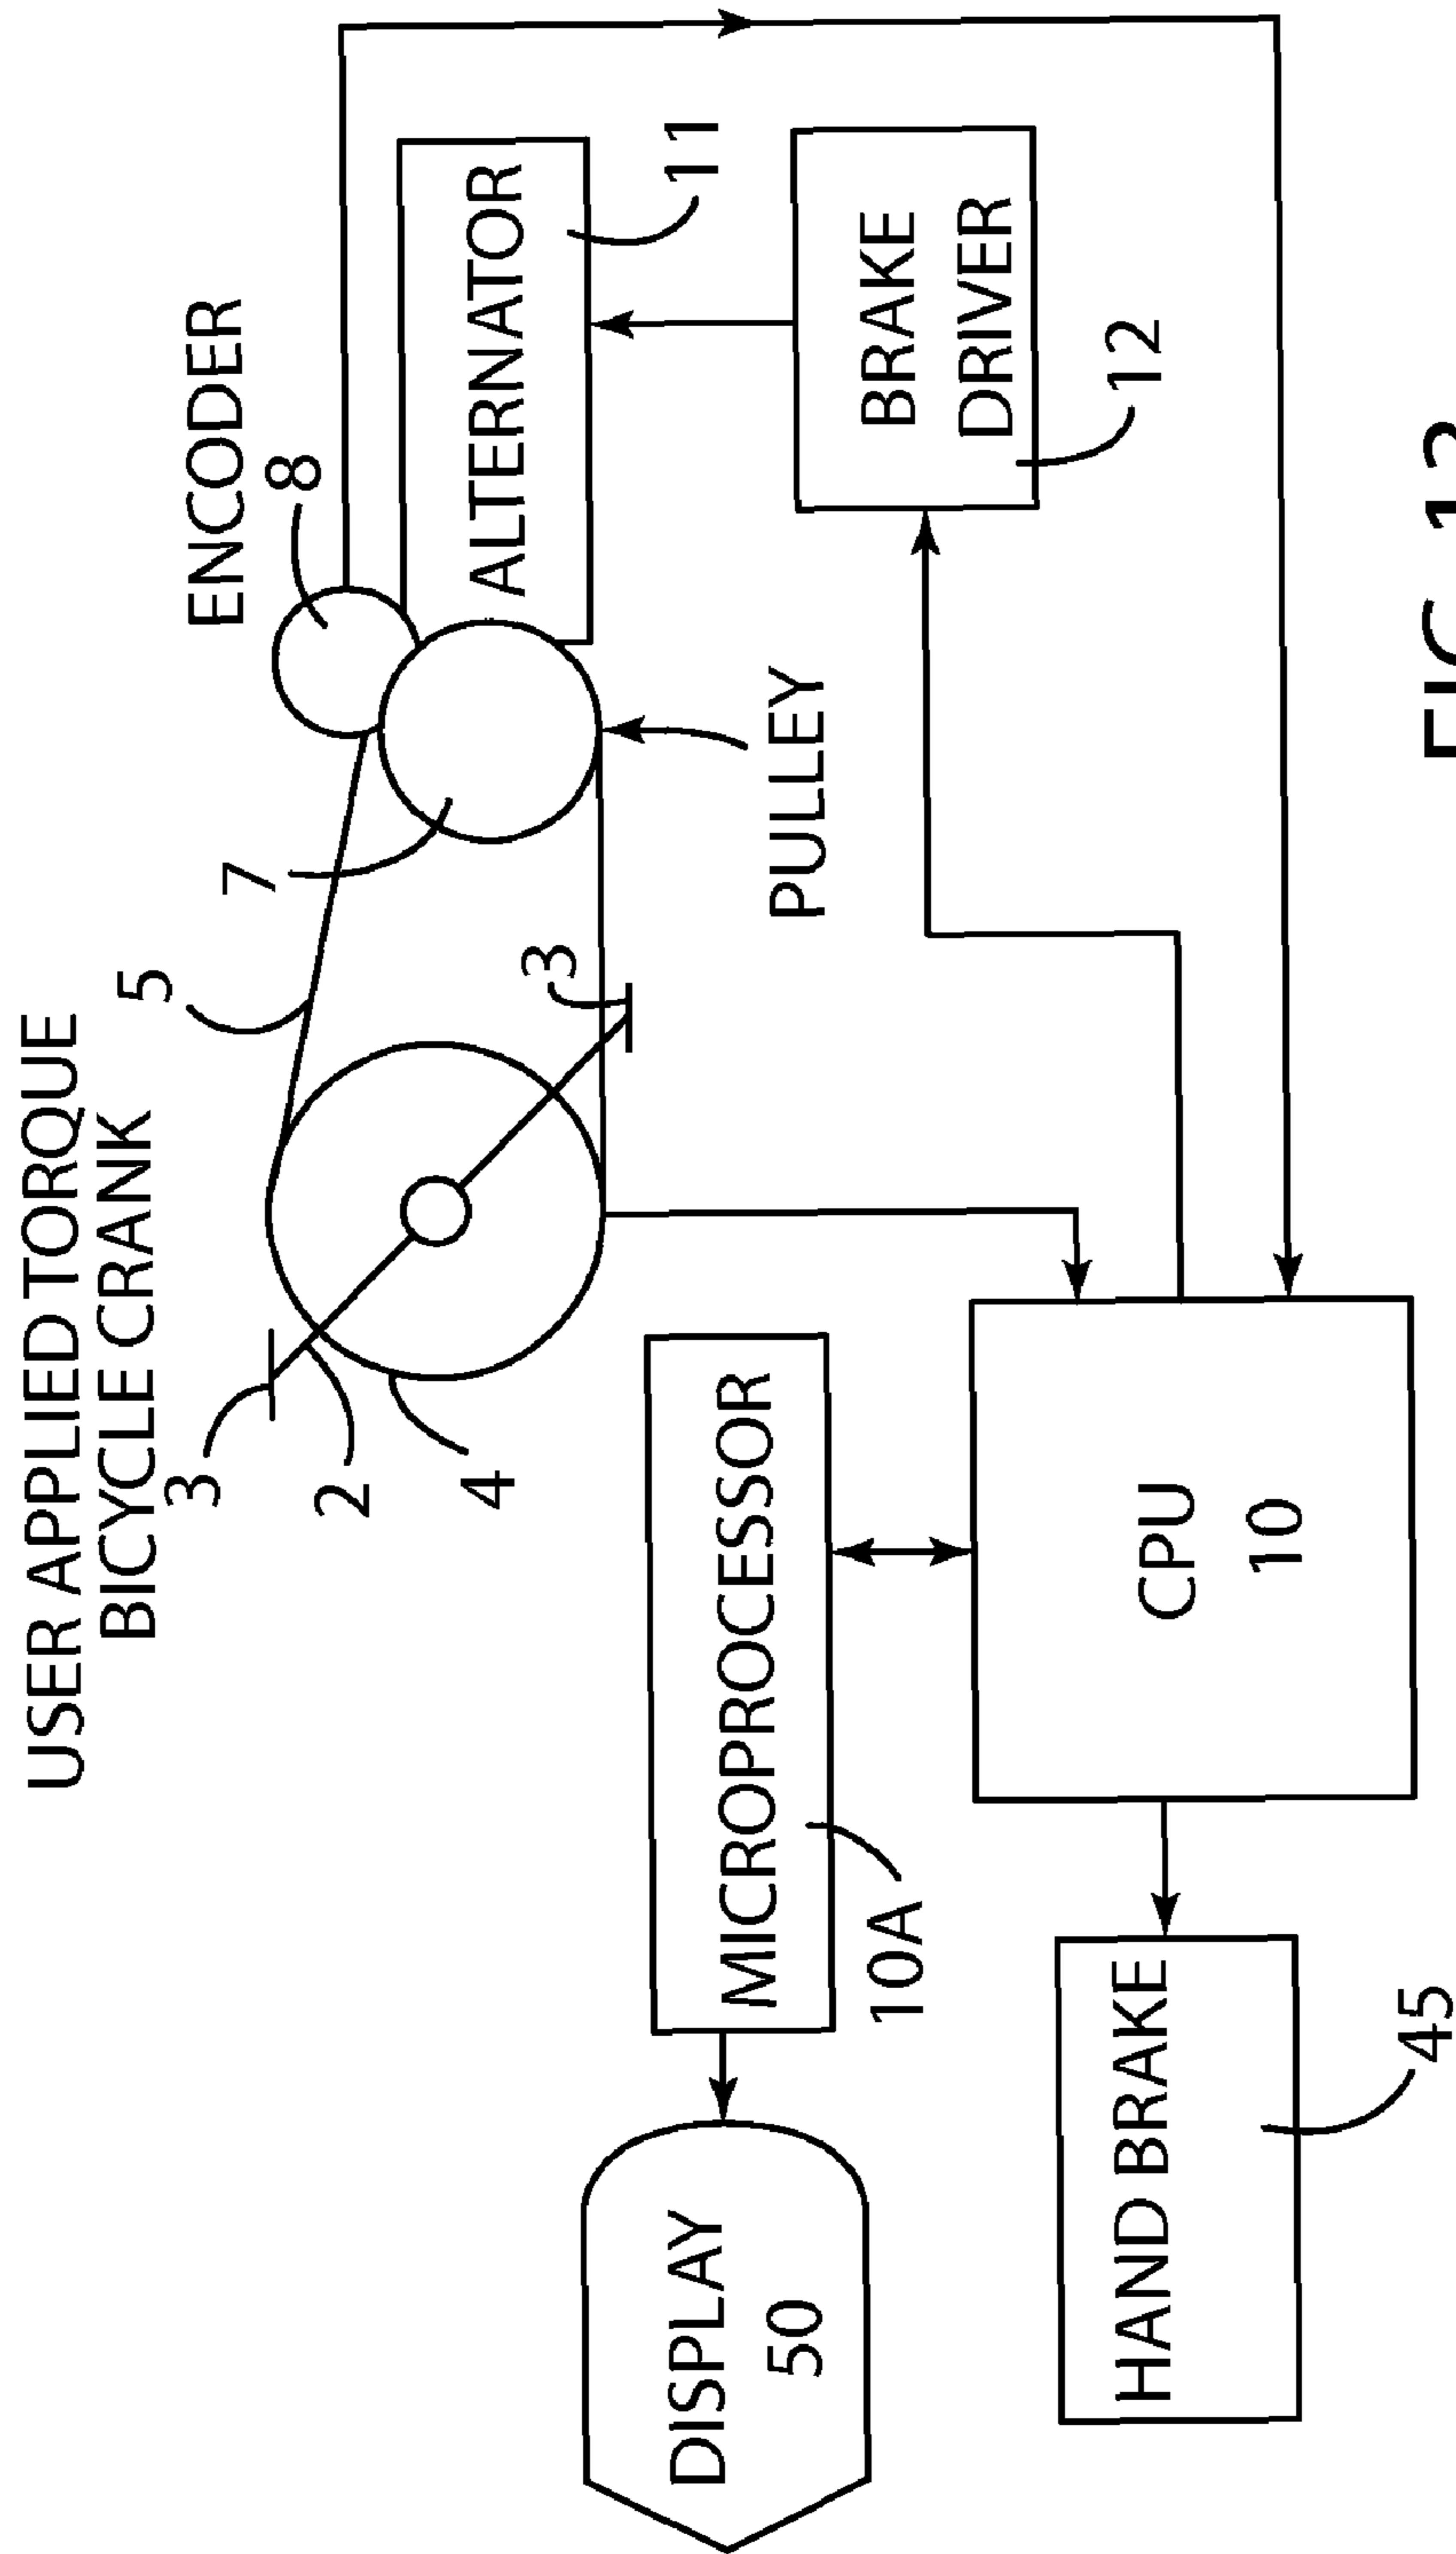 USER APPLIED TORQUE
BICYCLE CRANK
3
5
ENCODER
7
8
2
4
3
ALTERNATOR
11
DISPLAY
50
MICROPROCESSOR
10A
PULLEY
BRAKE
DRIVER
12
HAND BRAKE
45
CPU
10
FIG.